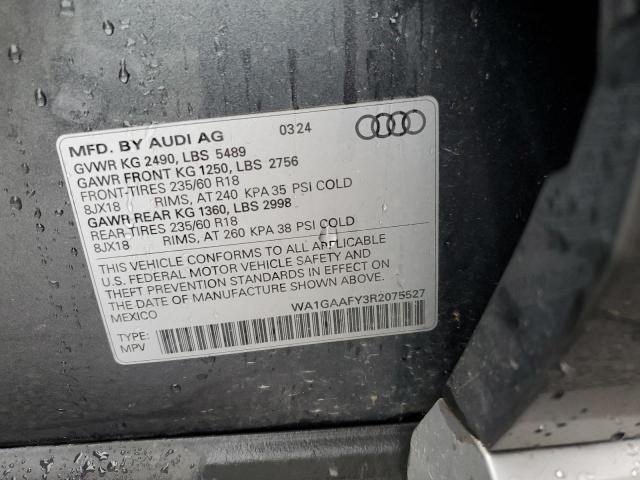 MFD. BY AUDI AG 03 24
GVWR KG 2490, LBS 5489
GAWR FRONT KG 1250, LBS 2756
FRONT-TIRES 235/60 R18
8JX18 RIMS, AT 240 KPA 35 PSI COLD
GAWR REAR KG 1360, LBS 2998
REAR-TIRES 235/60 R18
8JX18 RIMS, AT 260 KPA 38 PSI COLD
THIS VEHICLE CONFORMS TO ALL APPLICABLE
U.S. FEDERAL MOTOR VEHICLE SAFETY AND
THEFT PREVENTION STANDARDS IN EFFECT ON
THE DATE OF MANUFACTURE SHOWN ABOVE.
MEXICO WA1GAAFY3R2075527
TYPE:
MPV